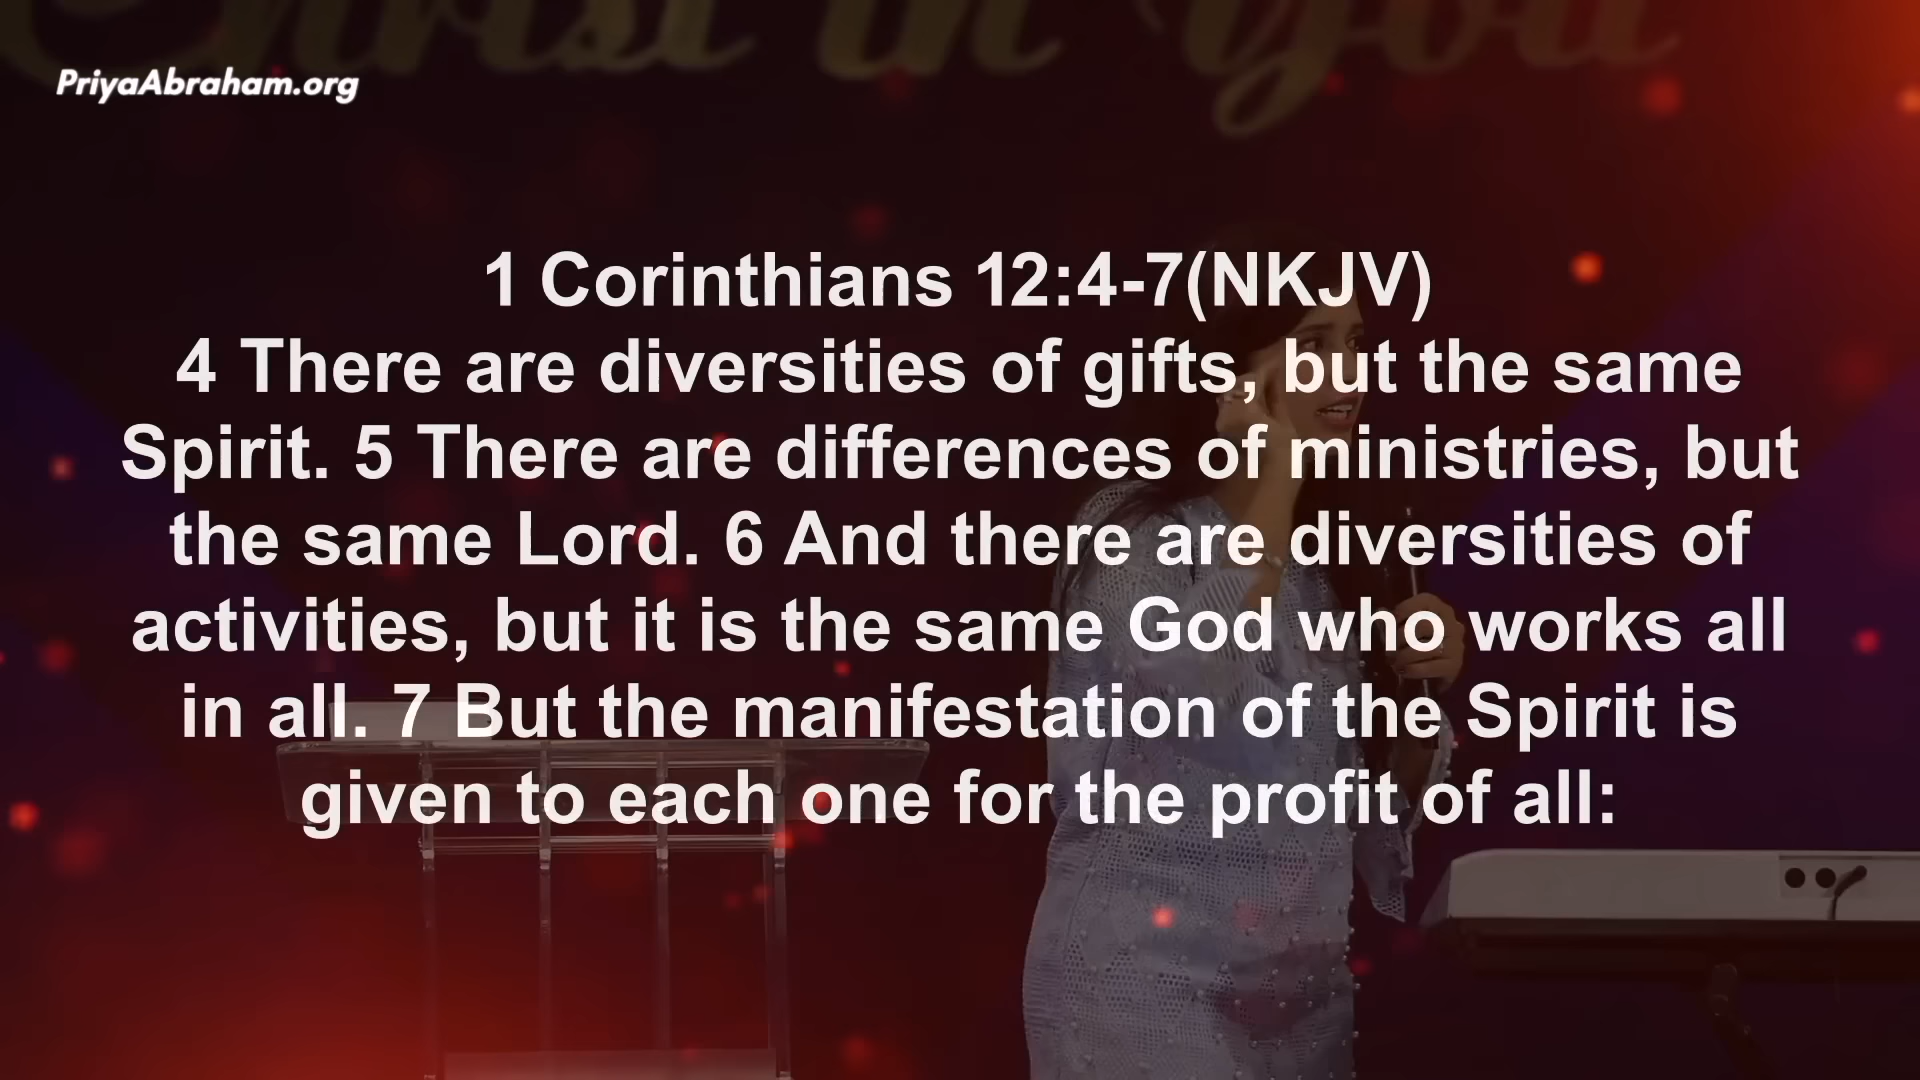 Christ in You
PriyaAbraham.org
1 Corinthians 12:4-7(NKJV)
4 There are diversities of gifts, but the same
Spirit. 5 There are differences of ministries, but
the same Lord. 6 And there are diversities of
activities, but it is the same God who works all
in all. 7 But the manifestation of the Spirit is
given to each one for the profit of all: